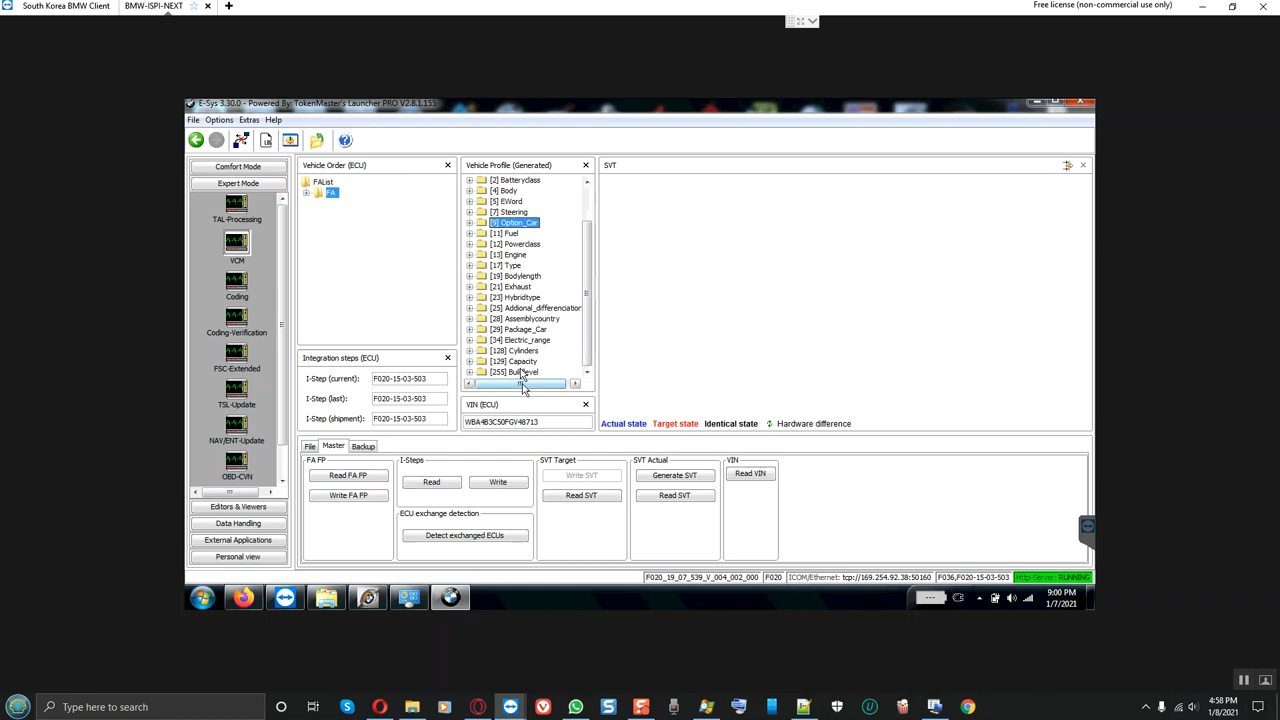 South Korea BMW Client
BMW-ISPI-NEXT
Free license (non-commercial use only)
E-Sys 3.30.0 - Powered By: TokenMaster's Launcher PRO V2.8.1.155
File Options Extras Help
Comfort Mode
Expert Mode
TAL-Processing
VCM
Coding
Coding-Verification
FSC-Extended
TSL-Update
NAV/ENT-Update
OBD-CVN
Editors & Viewers
Data Handling
External Applications
Personal view
Vehicle Order (ECU)
FAList
FA
Integration steps (ECU)
I-Step (current): F020-15-03-503
I-Step (last): F020-15-03-503
I-Step (shipment): F020-15-03-503
Vehicle Profile (Generated)
[2] Batteryclass
[4] Body
[5] EWord
[7] Steering
[9] Option_Car
[11] Fuel
[12] Powerclass
[13] Engine
[17] Type
[19] Bodylength
[21] Exhaust
[23] Hybridtype
[25] Addional_differenciation
[28] Assemblycountry
[29] Package_Car
[34] Electric_range
[128] Cylinders
[129] Capacity
[255] Buildlevel
VIN (ECU)
WBA4B3C50FGV48713
SVT
Actual state Target state Identical state Hardware difference
File Master Backup
FA FP
Read FA FP
Write FA FP
I-Steps
Read Write
ECU exchange detection
Detect exchanged ECUs
SVT Target
Write SVT
Read SVT
SVT Actual
Generate SVT
Read SVT
VIN
Read VIN
F020_19_07_539_V_004_002_000 F020 ICOM/Ethernet: tcp://169.254.92.38:50160 F036,F020-15-03-503 Http-Server: RUNNING
9:00 PM
1/7/2021
Type here to search
4:58 PM
1/8/2021